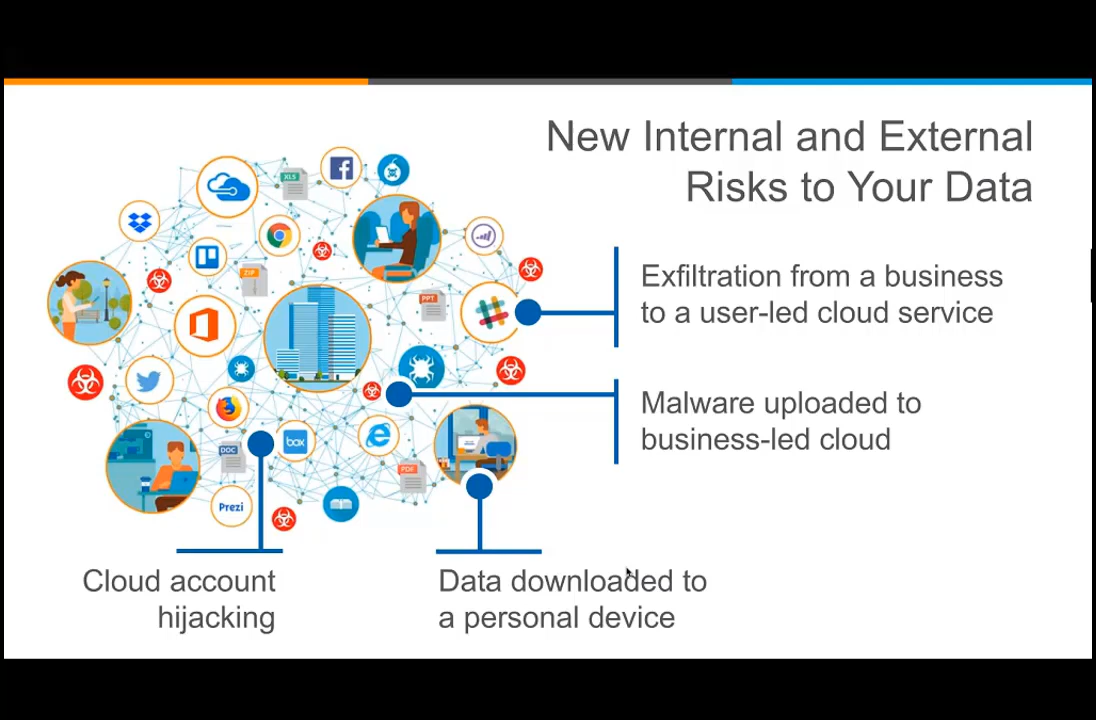 New Internal and External
Risks to Your Data
XLS
ZIP
PPT
Exfiltration from a business
to a user-led cloud service
Malware uploaded to
business-led cloud
DOC
box
PDF
Prezi
Cloud account
hijacking
Data downloaded to
a personal device